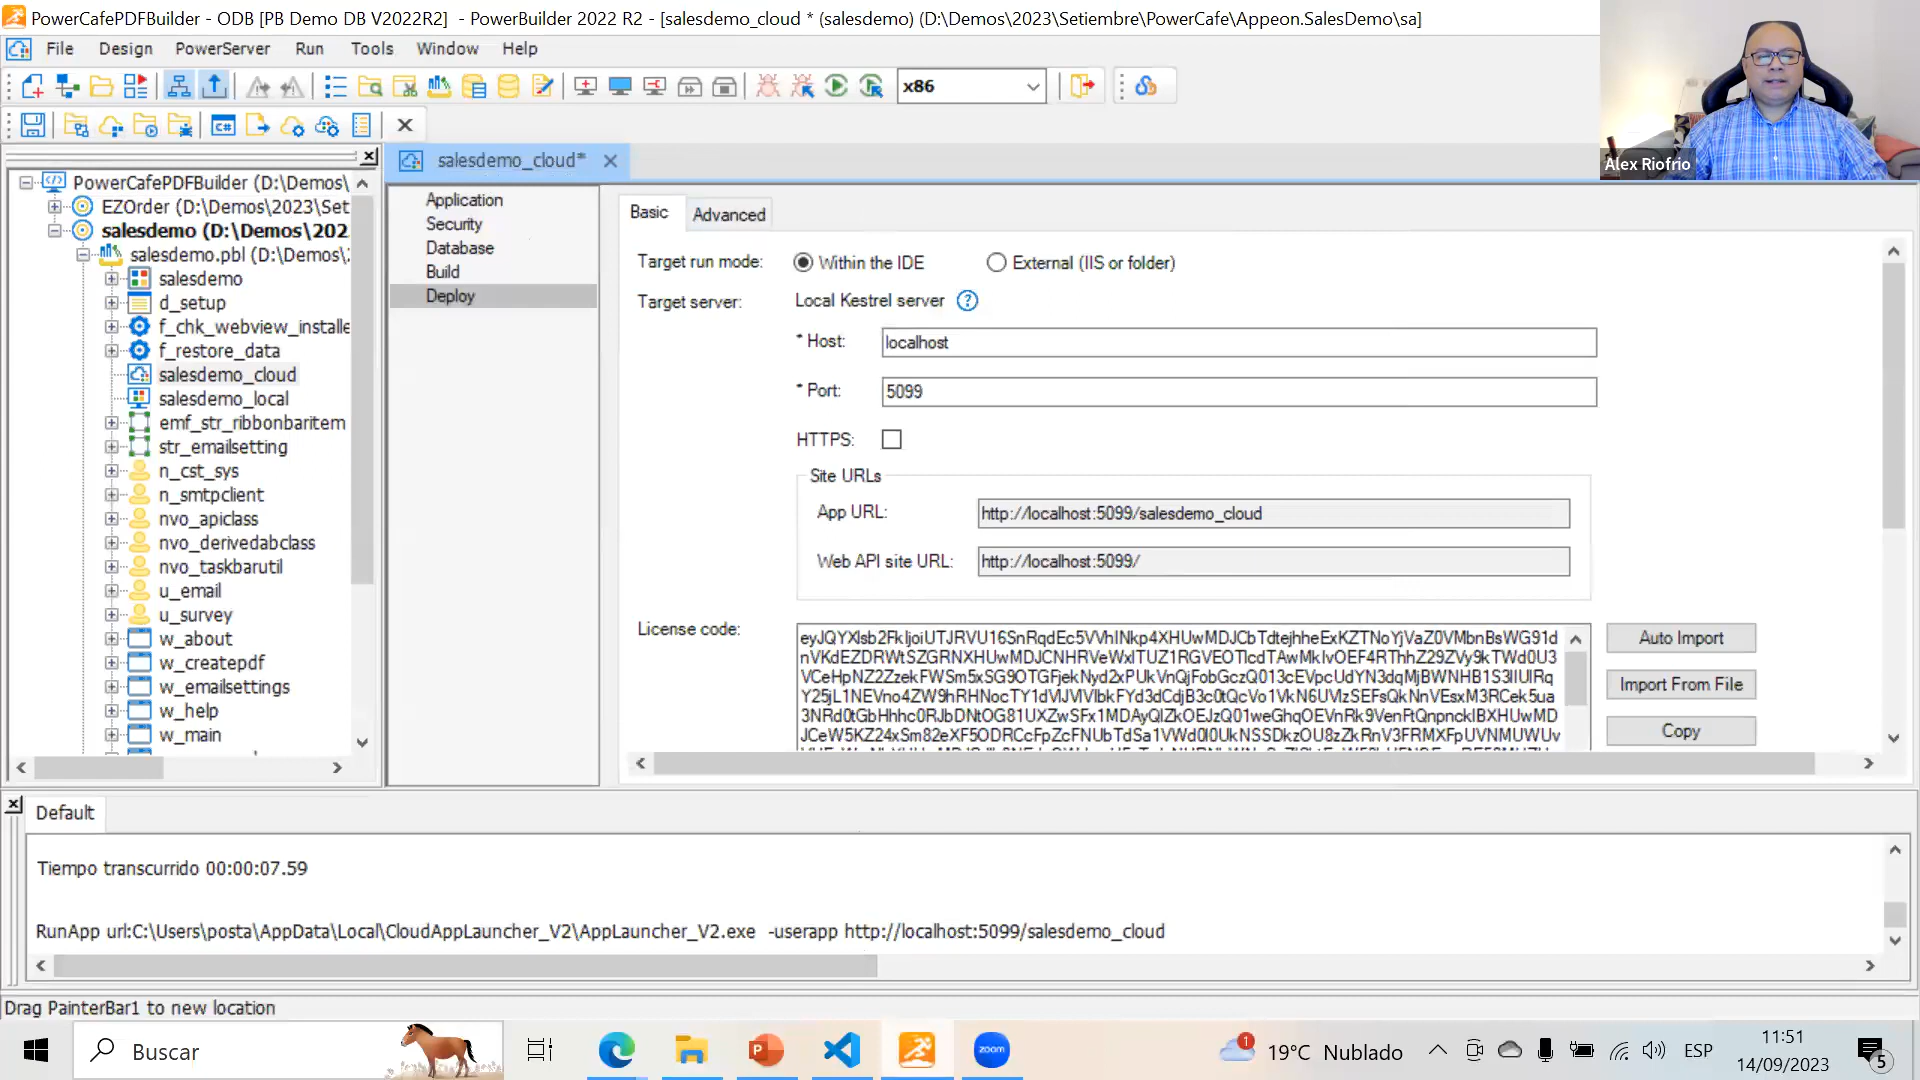 PowerCafePDFBuilder - ODB [PB Demo DB V2022R2] - PowerBuilder 2022 R2 - [salesdemo_cloud * (salesdemo) (D:\Demos\2023\Setiembre\PowerCafe\Appeon.SalesDemo\sa]
File Design PowerServer Run Tools Window Help
x86
Alex Riofrio
PowerCafePDFBuilder (D:\Demos\
EZOrder (D:\Demos\2023\Set
salesdemo (D:\Demos\202
salesdemo.pbl (D:\Demos\
salesdemo
d_setup
f_chk_webview_installe
f_restore_data
salesdemo_cloud
salesdemo_local
emf_str_ribbonbaritem
str_emailsetting
n_cst_sys
n_smtpclient
nvo_apiclass
nvo_derivedabclass
nvo_taskbarutil
u_email
u_survey
w_about
w_createpdf
w_emailsettings
w_help
w_main
salesdemo_cloud*
Application
Security
Database
Build
Deploy
Basic Advanced
Target run mode: Within the IDE External (IIS or folder)
Target server: Local Kestrel server ?
* Host: localhost
* Port: 5099
HTTPS:
Site URLs
App URL: http://localhost:5099/salesdemo_cloud
Web API site URL: http://localhost:5099/
License code:
Auto Import
Import From File
Copy
Default
Tiempo transcurrido 00:00:07.59
RunApp url:C:\Users\posta\AppData\Local\CloudAppLauncher_V2\AppLauncher_V2.exe -userapp http://localhost:5099/salesdemo_cloud
Drag PainterBar1 to new location
Buscar
zoom
1
19°C Nublado
ESP
11:51
14/09/2023
5